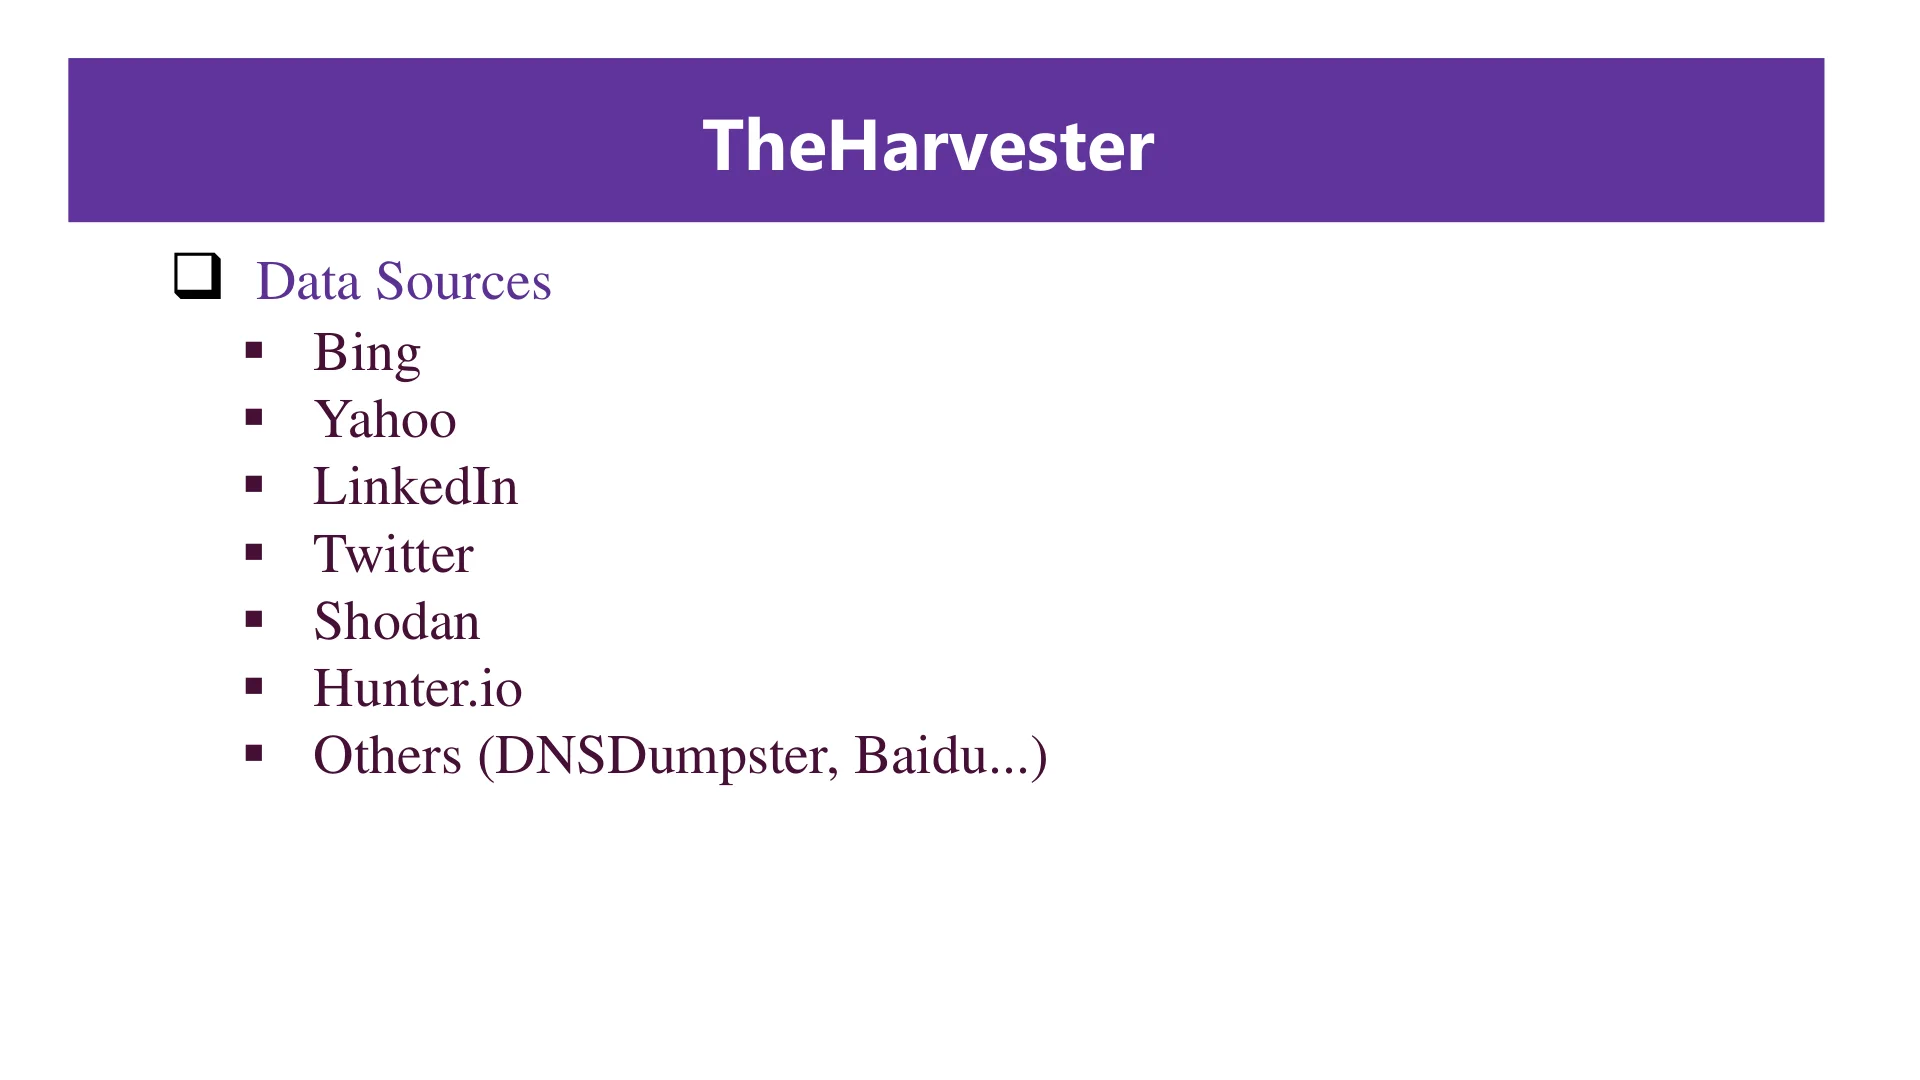 TheHarvester
Data Sources
Bing
Yahoo
LinkedIn
Twitter
Shodan
Hunter.io
Others (DNSDumpster, Baidu...)